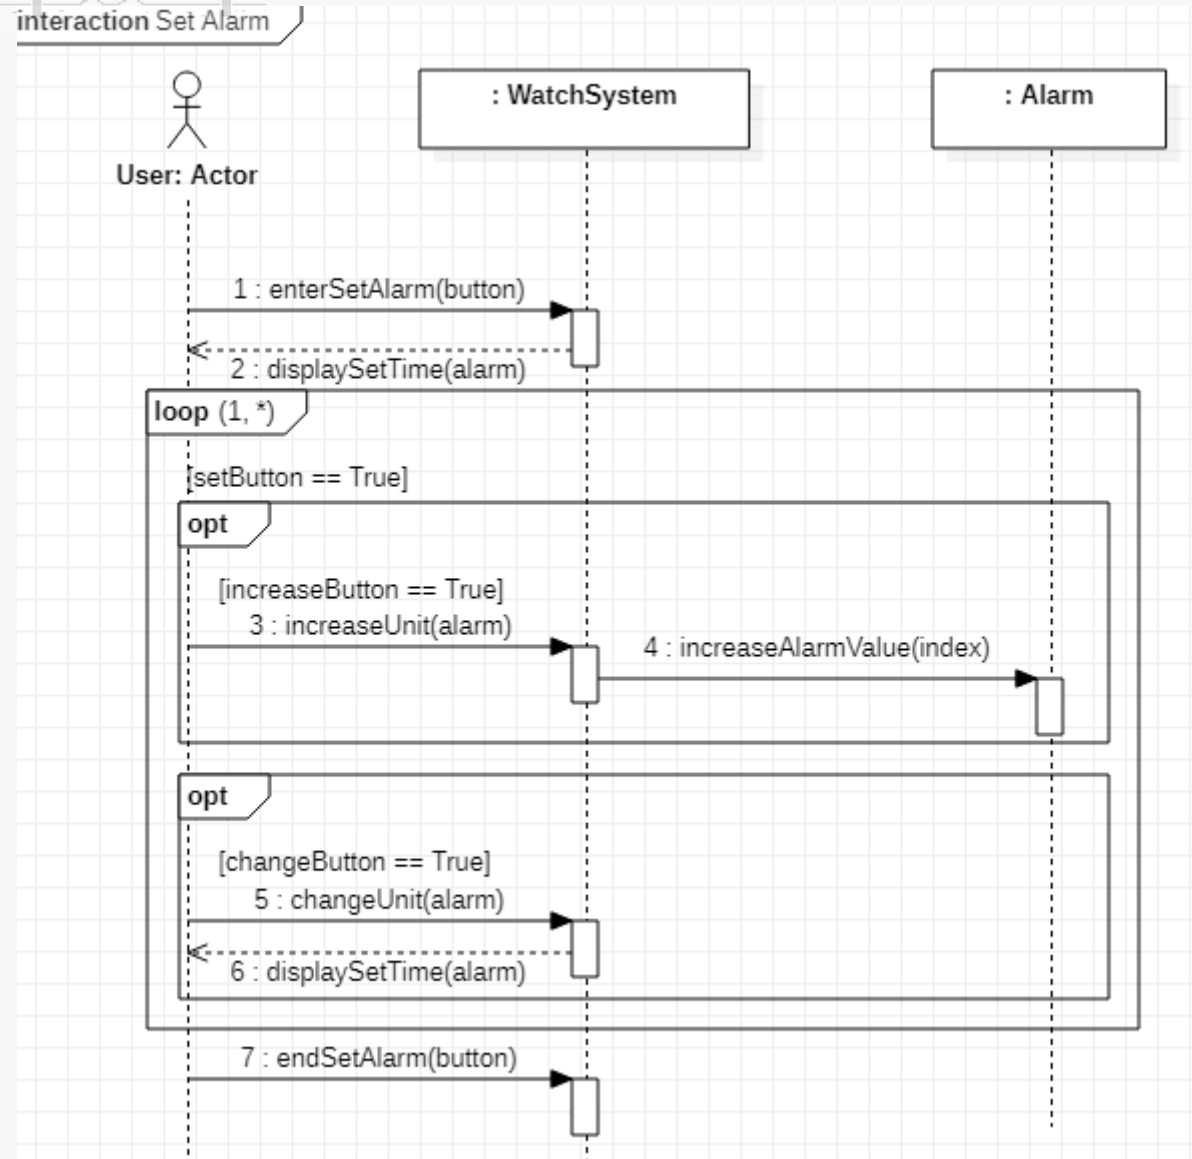 interaction Set Alarm
: WatchSystem
: Alarm
User: Actor
1 : enterSetAlarm(button)
2 : displaySetTime(alarm)
loop (1, *)
[setButton == True]
opt
[increaseButton == True]
3 : increaseUnit(alarm)
4 : increaseAlarmValue(index)
opt
[changeButton == True]
5 : changeUnit(alarm)
6 : displaySetTime(alarm)
7 : endSetAlarm(button)